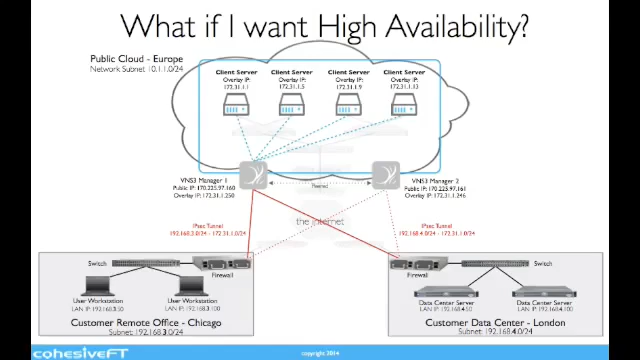 What if I want High Availability?
Public Cloud - Europe
Network Subnet 10.1.1.0/24
Client Server
Overlay IP:
172.31.1.1
Client Server
Overlay IP:
172.31.1.5
Client Server
Overlay IP:
172.31.1.9
Client Server
Overlay IP:
172.31.1.13
VNS3 Manager 1
Public IP: 170.225.97.160
Overlay IP: 172.31.1.250
Peered
VNS3 Manager 2
Public IP: 170.225.97.161
Overlay IP: 172.31.1.246
the internet
IPsec Tunnel
192.168.3.0/24 - 172.31.1.0/24
IPsec Tunnel
192.168.4.0/24 - 172.31.1.0/24
Switch
Firewall
User Workstation
LAN IP: 192.168.3.50
User Workstation
LAN IP: 192.168.3.100
Customer Remote Office - Chicago
Subnet: 192.168.3.0/24
Firewall
Switch
Data Center Server
LAN IP: 192.168.4.50
Data Center Server
LAN IP: 192.168.4.100
Customer Data Center - London
Subnet: 192.168.4.0/24
cohesiveFT
copyright 2014